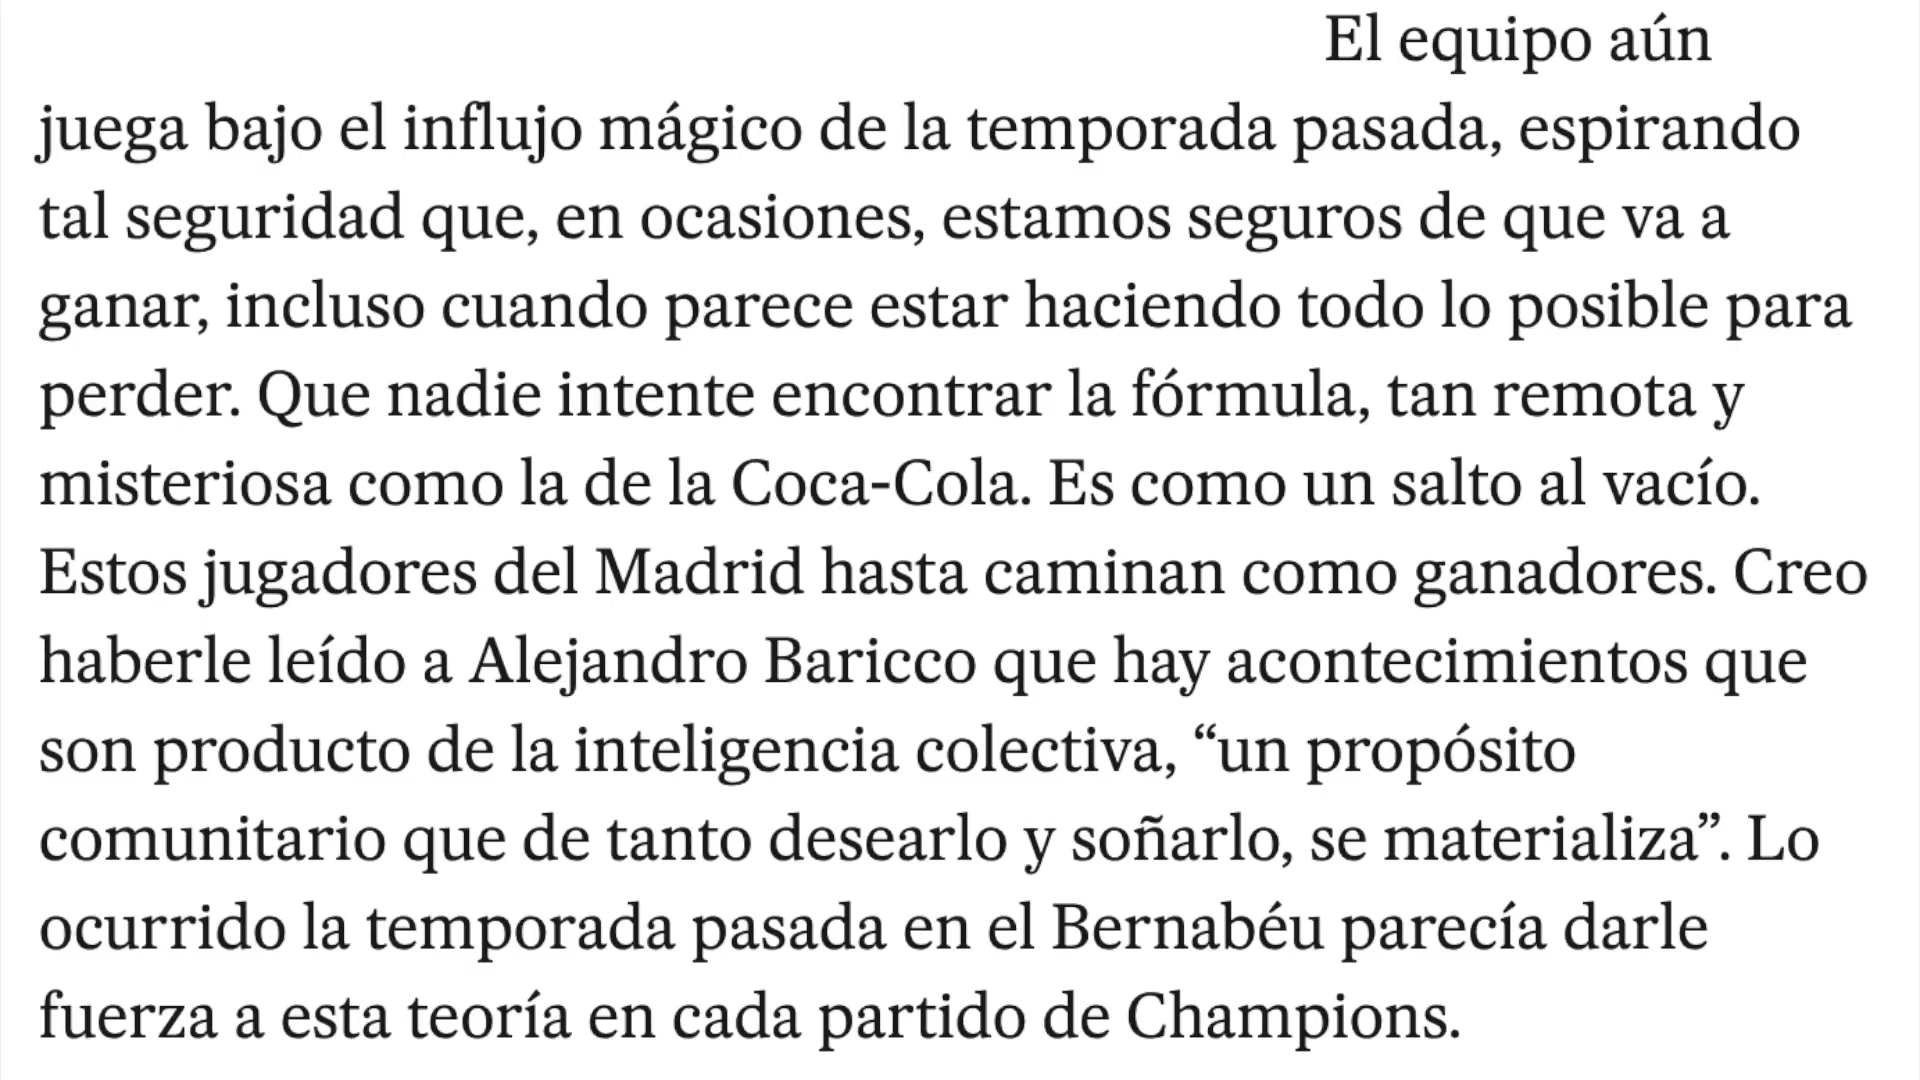 El equipo aún
juega bajo el influjo mágico de la temporada pasada, espirando
tal seguridad que, en ocasiones, estamos seguros de que va a
ganar, incluso cuando parece estar haciendo todo lo posible para
perder. Que nadie intente encontrar la fórmula, tan remota y
misteriosa como la de la Coca-Cola. Es como un salto al vacío.
Estos jugadores del Madrid hasta caminan como ganadores. Creo
haberle leído a Alejandro Baricco que hay acontecimientos que
son producto de la inteligencia colectiva, “un propósito
comunitario que de tanto desearlo y soñarlo, se materializa”. Lo
ocurrido la temporada pasada en el Bernabéu parecía darle
fuerza a esta teoría en cada partido de Champions.